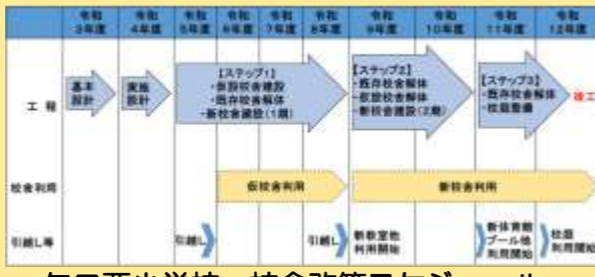 令和3年度 令和4年度 令和5年度 令和6年度 令和7年度 令和8年度 令和9年度 令和10年度 令和11年度 令和12年度
工程
基本設計
実施設計
【ステップ1】
・仮設校舎建設
・既存校舎解体
・新校舎建設(1期)
【ステップ2】
・既存校舎解体
・仮設校舎解体
・新校舎建設(2期)
【ステップ3】
・既存校舎解体
・校庭整備
竣工
校舎利用
仮校舎利用
新校舎利用
引越し等
引越し
引越し
新教室他
利用開始
新体育館
プール他
利用開始
校庭
利用開始